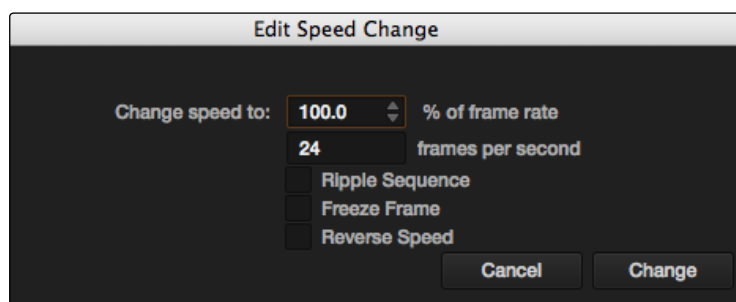 Edit Speed Change
Change speed to: 100.0 % of frame rate
24 frames per second
Ripple Sequence
Freeze Frame
Reverse Speed
Cancel Change